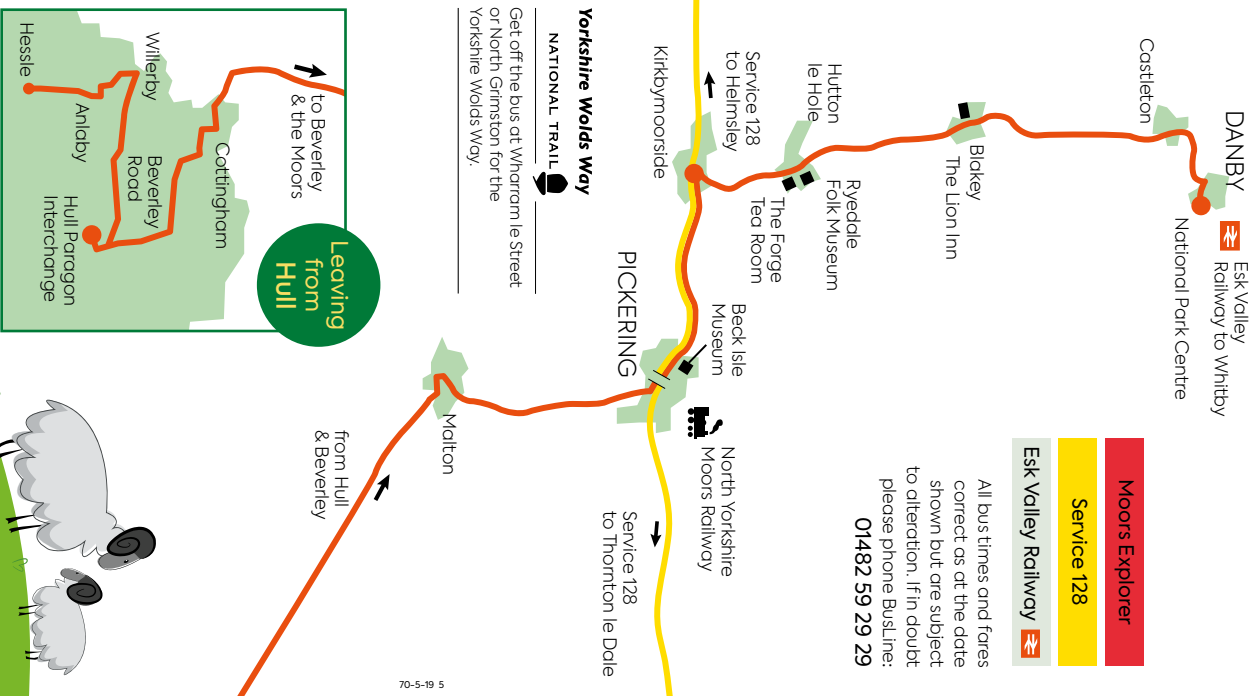 DANBY
Esk Valley
Railway to Whitby
National Park Centre
Castleton
Moors Explorer
Service 128
Esk Valley Railway
Blakey
The Lion Inn
All bus times and fares
correct as at the date
shown but are subject
to alteration. If in doubt
please phone BusLine:
01482 59 29 29
Hutton
le Hole
Ryedale
Folk Museum
The Forge
Tea Room
Service 128
to Helmsley
Kirkbymoorside
Beck Isle
Museum
North Yorkshire
Moors Railway
PICKERING
Service 128
to Thornton le Dale
Yorkshire Wolds Way
NATIONAL TRAIL
Get off the bus at Wharram le Street
or North Grimston for the
Yorkshire Wolds Way.
Malton
from Hull
& Beverley
Leaving
from
Hull
to Beverley
& the Moors
Cottingham
Willerby
Beverley
Road
Anlaby
Hull Paragon
Interchange
Hessle
70-5-19 5